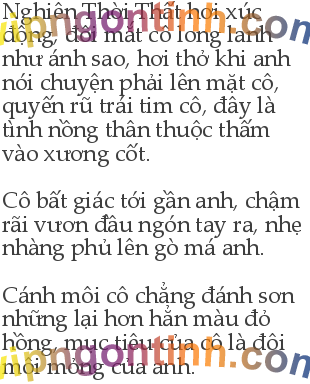 Nghiên Thời Thất hơi xúc
động, đôi mắt cô long lanh
như ánh sao, hơi thở khi anh
nói chuyện phải lên mặt cô,
quyến rũ trái tim cô, đây là
tình nồng thân thuộc thấm
vào xương cốt.
Cô bất giác tới gần anh, chậm
rãi vươn đầu ngón tay ra, nhẹ
nhàng phủ lên gò má anh.
Cánh môi cô chẳng đánh sơn
những lại hơn hẳn màu đỏ
hồng, mục tiêu của cô là đôi
môi mỏng của anh.
vipngontinh.com
vipngontinh.com